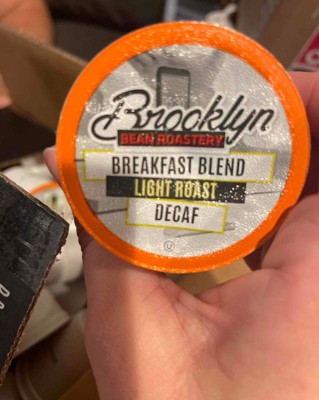 Brooklyn
BEAN ROASTERY
BREAKFAST BLEND
LIGHT ROAST
DECAF
U